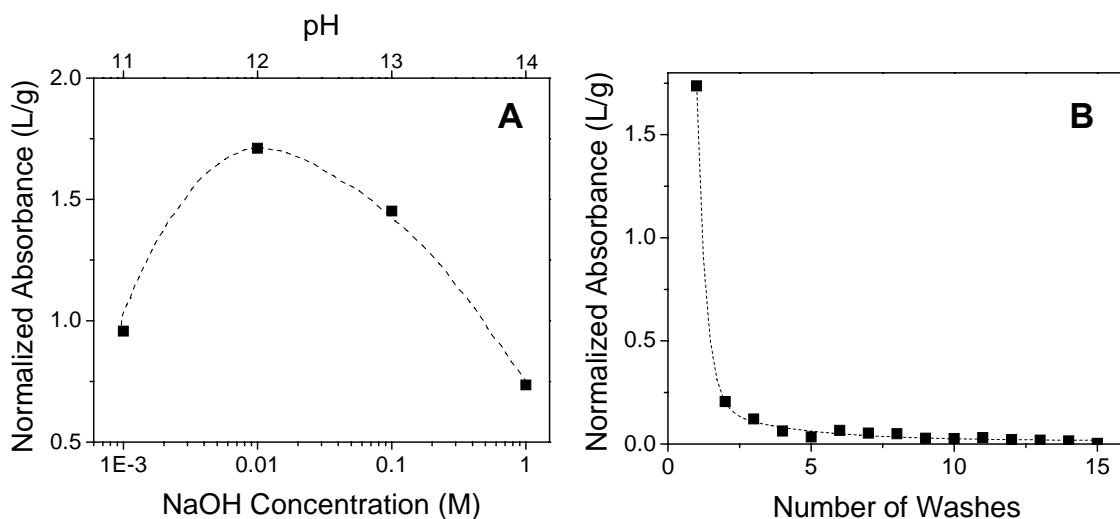 pH
11 12 13 14
2.0
1.5
1.0
0.5
Normalized Absorbance (L/g)
A
1E-3 0.01 0.1 1
NaOH Concentration (M)
1.5
1.0
0.5
0.0
Normalized Absorbance (L/g)
B
0 5 10 15
Number of Washes